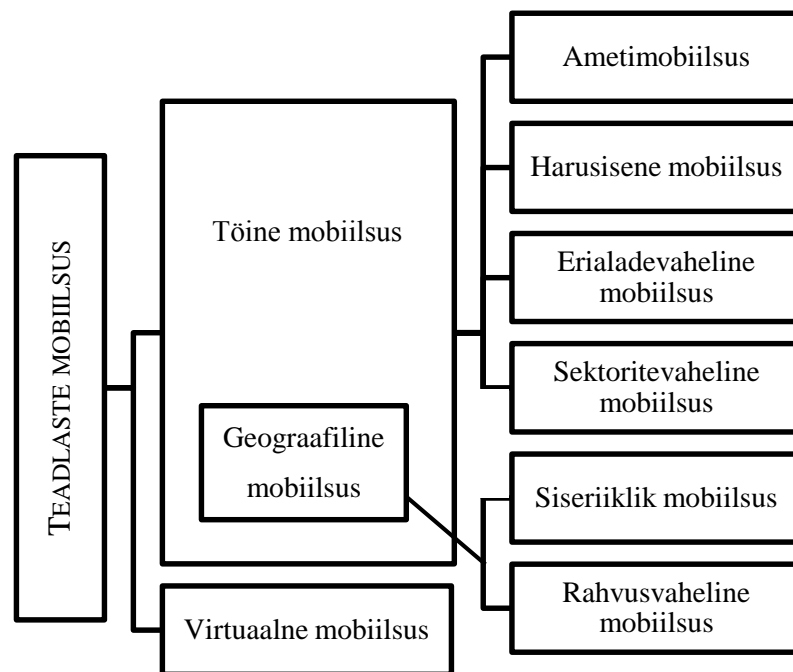 TEADLASTE MOBIILSUS
Töine mobiilsus
Geograafiline
mobiilsus
Virtuaalne mobiilsus
Ametimobiilsus
Harusisene mobiilsus
Erialadevaheline
mobiilsus
Sektoritevaheline
mobiilsus
Siseriiklik mobiilsus
Rahvusvaheline
mobiilsus